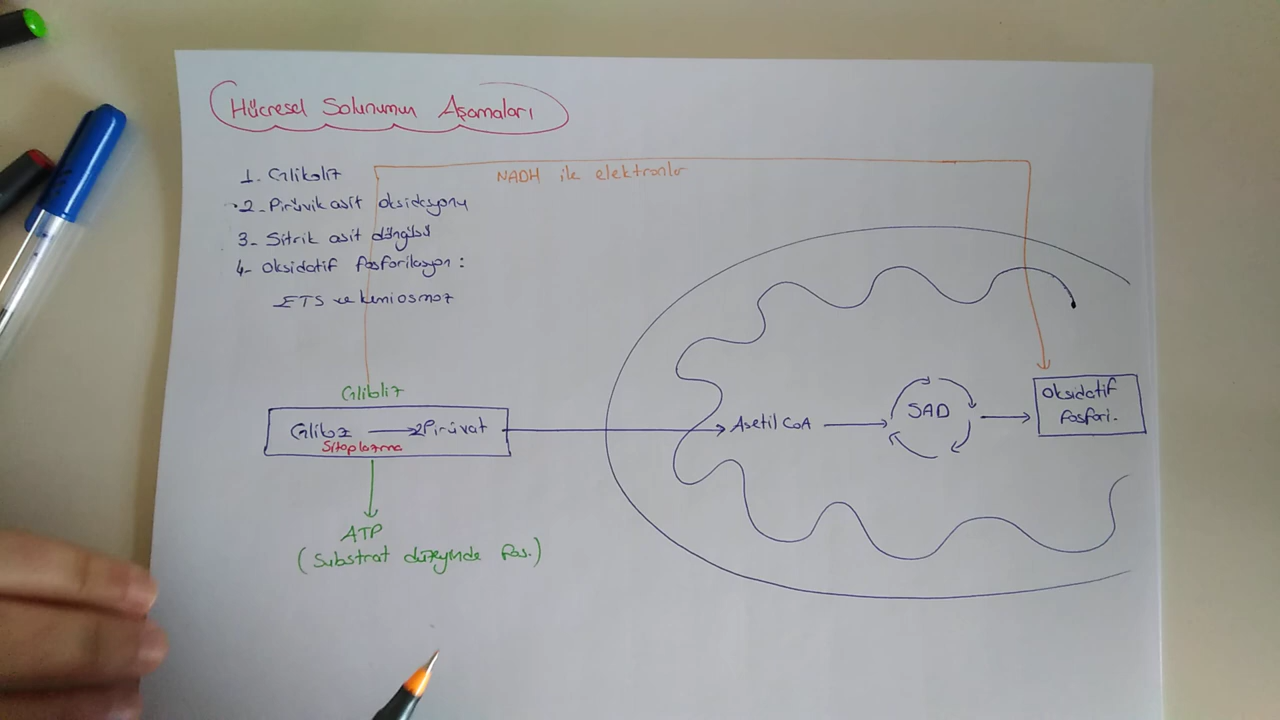 Hücresel Solunumun Aşamaları
1. Glikoliz
NADH ile elektronlar
2- Pirüvik asit oksidasyonu
3- Sitrik asit döngüsü
4- Oksidatif fosforilasyon:
ETS ve kemiosmoz
Glikoliz
Glikoz → 2Pirüvat
Sitoplazma
Asetil CoA
SAD
Oksidatif
fosfori.
ATP
(Substrat düzeyinde fos.)